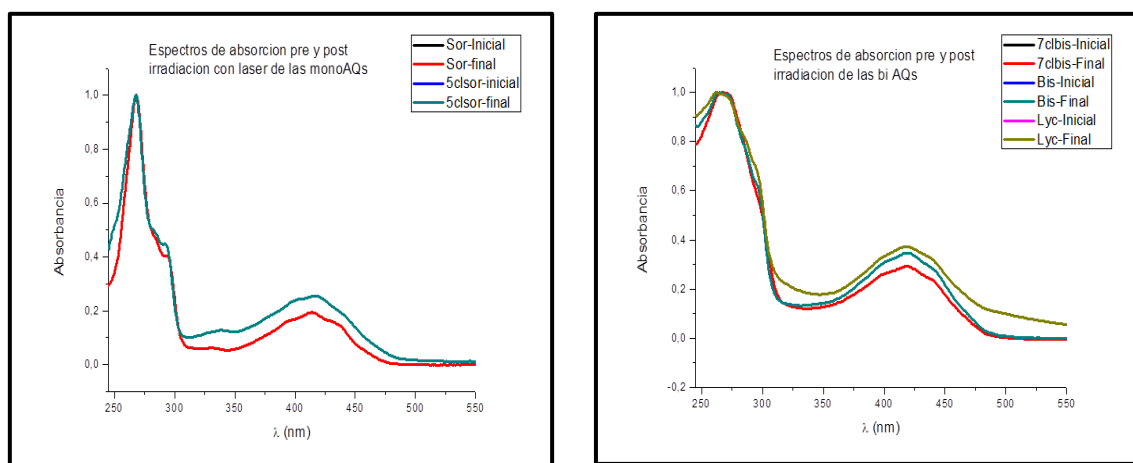 Espectros de absorcion pre y post
irradiacion con laser de las monoAQs
Sor-Inicial
Sor-final
5clsor-inicial
5clsor-final
1,0
0,8
0,6
0,4
0,2
0,0
Absorbancia
250 300 350 400 450 500 550
λ (nm)
Espectros de absorcion pre y post
irradiacion de las bi AQs
7clbis-Inicial
7clbis-Final
Bis-Inicial
Bis-Final
Lyc-Inicial
Lyc-Final
1,0
0,8
0,6
0,4
0,2
0,0
-0,2
Absorbancia
250 300 350 400 450 500 550
λ (nm)